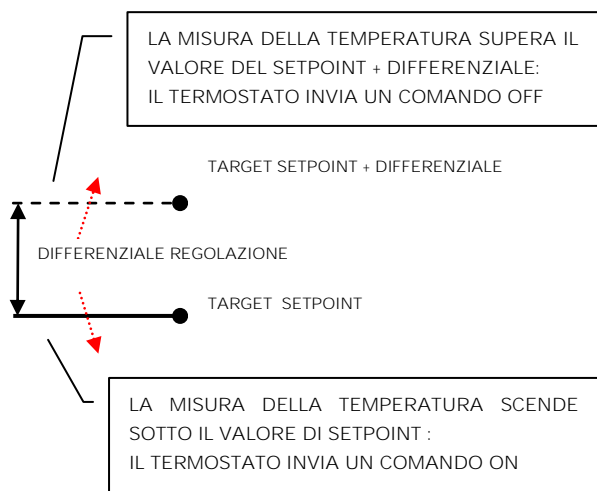 LA MISURA DELLA TEMPERATURA SUPERA IL
VALORE DEL SETPOINT + DIFFERENZIALE:
IL TERMOSTATO INVIA UN COMANDO OFF
TARGET SETPOINT + DIFFERENZIALE
DIFFERENZIALE REGOLAZIONE
TARGET SETPOINT
LA MISURA DELLA TEMPERATURA SCENDE
SOTTO IL VALORE DI SETPOINT :
IL TERMOSTATO INVIA UN COMANDO ON